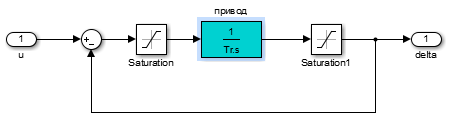 привод
1
1
Tr.s
1
u
Saturation
Saturation1
delta